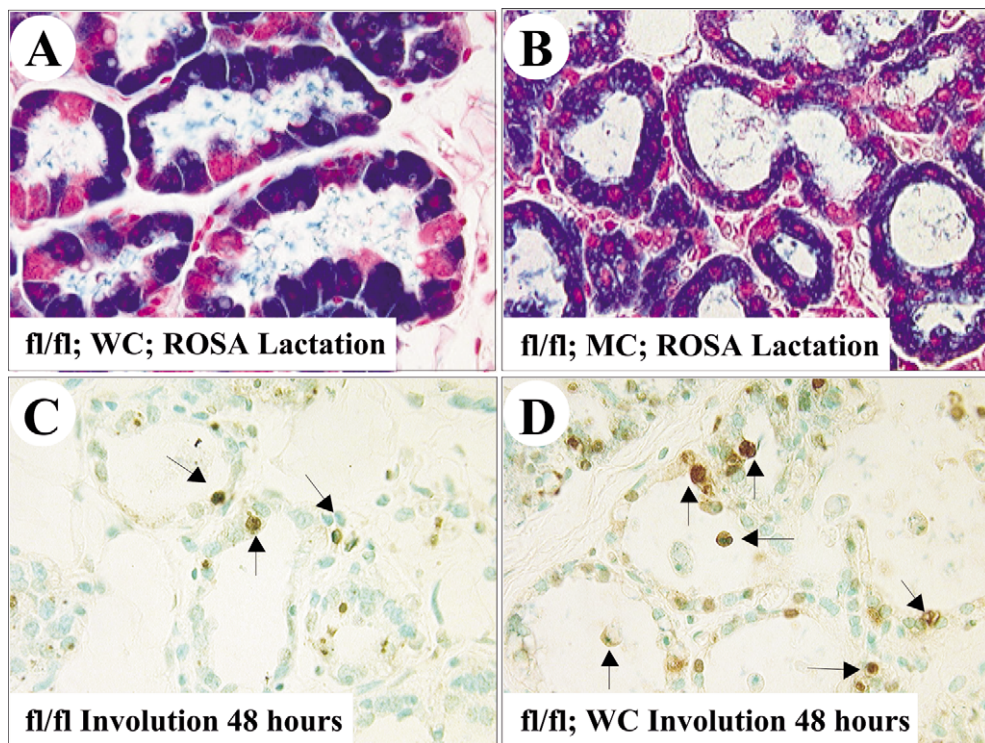 A
B
fl/fl; WC; ROSA Lactation
fl/fl; MC; ROSA Lactation
C
D
fl/fl Involution 48 hours
fl/fl; WC Involution 48 hours